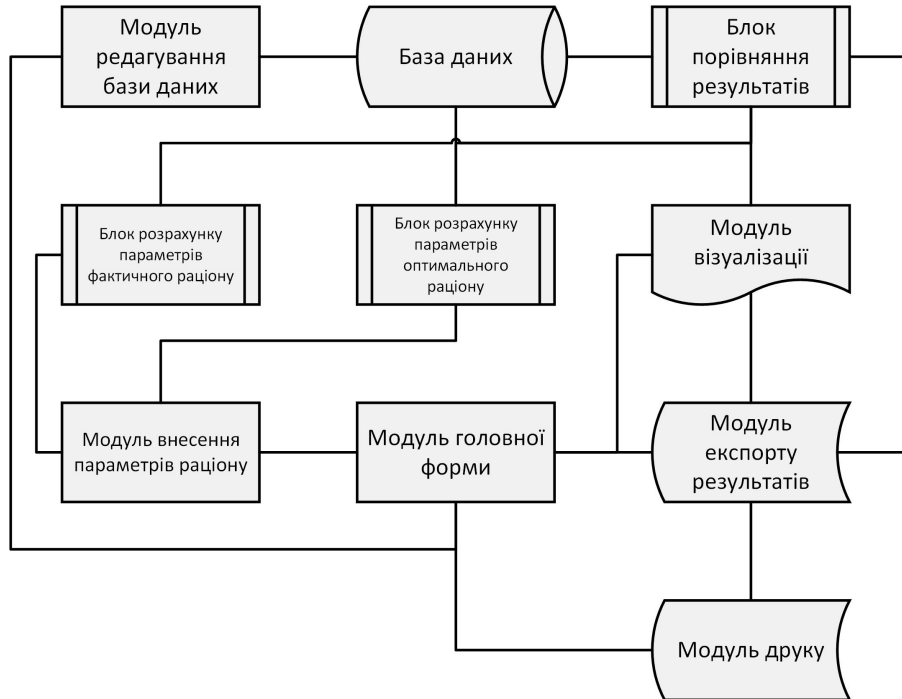 Модуль
редагування
бази даних
База даних
Блок
порівняння
результатів
Блок розрахунку
параметрів
фактичного раціону
Блок розрахунку
параметрів
оптимального
раціону
Модуль
візуалізації
Модуль внесення
параметрів раціону
Модуль головної
форми
Модуль
експорту
результатів
Модуль друку